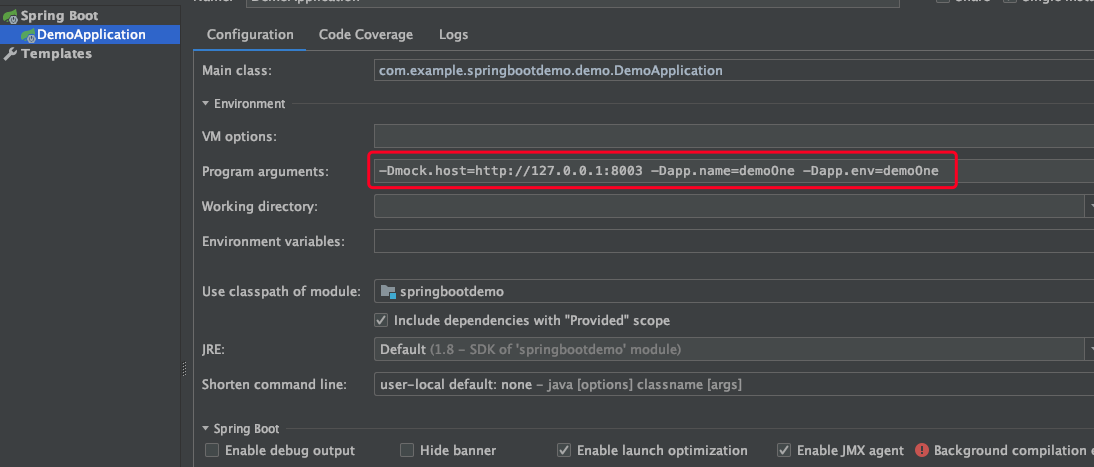 Name: DemoApplication Share Single
Spring Boot
DemoApplication
Templates
Configuration Code Coverage Logs
Main class: com.example.springbootdemo.demo.DemoApplication
Environment
VM options:
Program arguments: –Dmock.host=http://127.0.0.1:8003 –Dapp.name=demoOne –Dapp.env=demoOne
Working directory:
Environment variables:
Use classpath of module: springbootdemo
Include dependencies with "Provided" scope
JRE: Default (1.8 – SDK of 'springbootdemo' module)
Shorten command line: user-local default: none – java [options] classname [args]
Spring Boot
Enable debug output Hide banner Enable launch optimization Enable JMX agent Background compilation